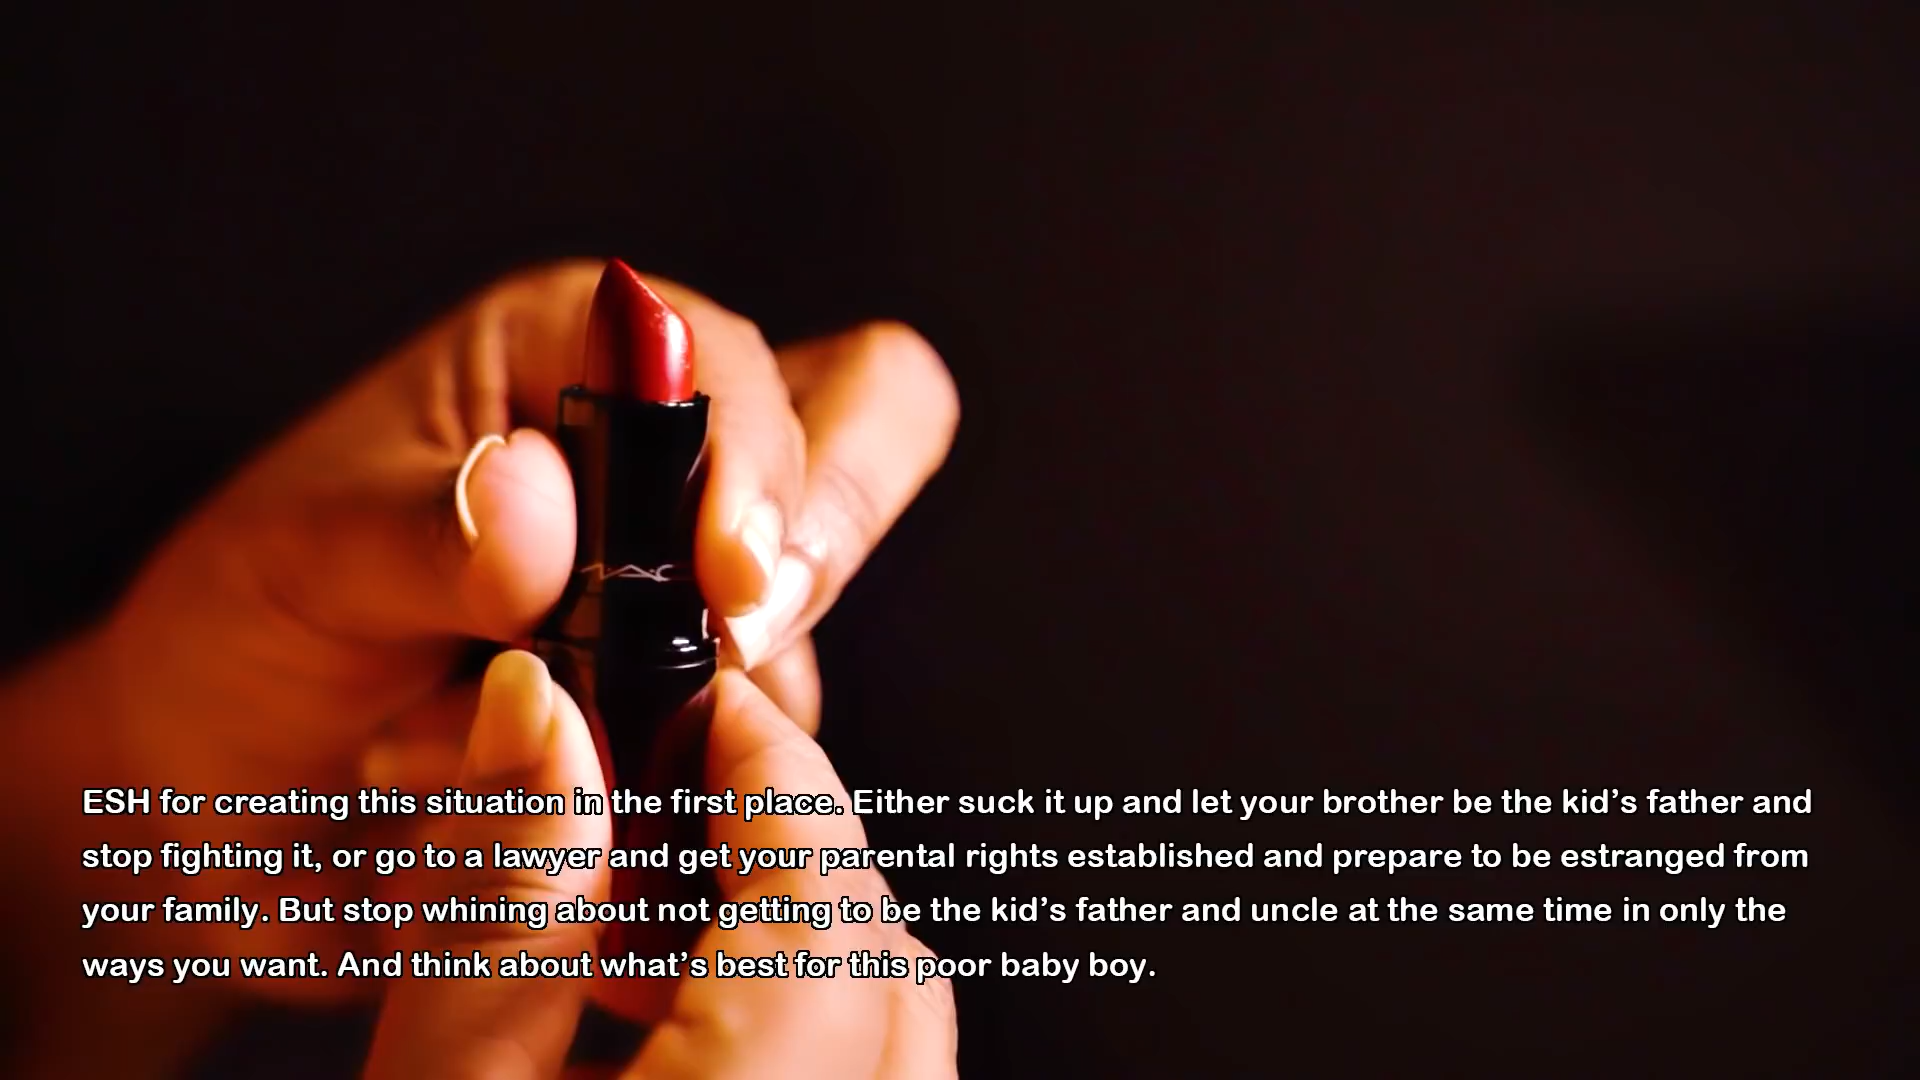 MAC
ESH for creating this situation in the first place. Either suck it up and let your brother be the kid’s father and
stop fighting it, or go to a lawyer and get your parental rights established and prepare to be estranged from
your family. But stop whining about not getting to be the kid’s father and uncle at the same time in only the
ways you want. And think about what’s best for this poor baby boy.